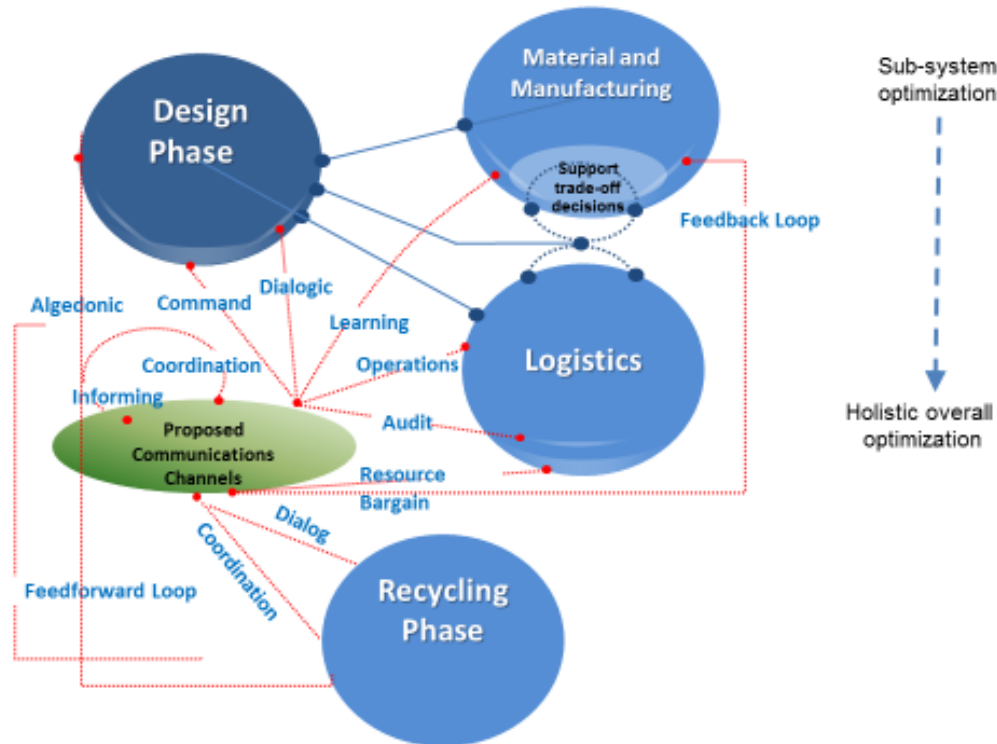 Design
Phase
Material and
Manufacturing
Sub-system
optimization
Support
trade-off
decisions
Feedback Loop
Algedonic
Command
Dialogic
Learning
Coordination
Operations
Logistics
Informing
Audit
Holistic overall
optimization
Proposed
Communications
Channels
Resource
Bargain
Dialog
Coordination
Feedforward Loop
Recycling
Phase